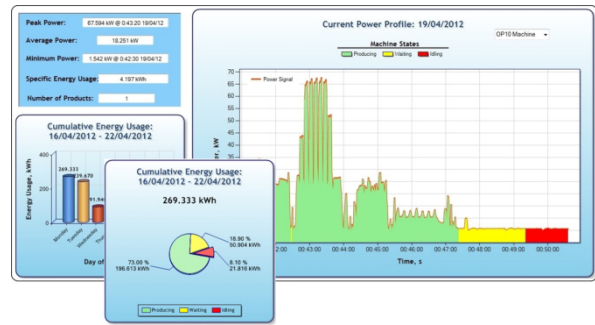 Peak Power: 67.594 kW @ 0:43:20 19/04/12
Average Power: 18.251 kW
Minimum Power: 1.542 kW @ 0:42:30 19/04/12
Specific Energy Usage: 4.197 kWh
Number of Products: 1
Current Power Profile: 19/04/2012
OP10 Machine
Machine States
Producing Waiting Idling
Power Signal
70
65
60
55
50
45
40
35
30
00:43:00 00:44:00 00:45:00 00:46:00 00:47:00 00:48:00 00:49:00 00:50:00
Time, s
Cumulative Energy Usage:
16/04/2012 - 22/04/2012
Energy Usage, kWh
400
200
0
269.333
239.670
Monday
Tuesday
Wednesday
Day of
Cumulative Energy Usage:
16/04/2012 - 22/04/2012
269.333 kWh
18.90 %
50.904 kWh
8.10 %
21.816 kWh
73.00 %
196.613 kWh
Producing Waiting Idling